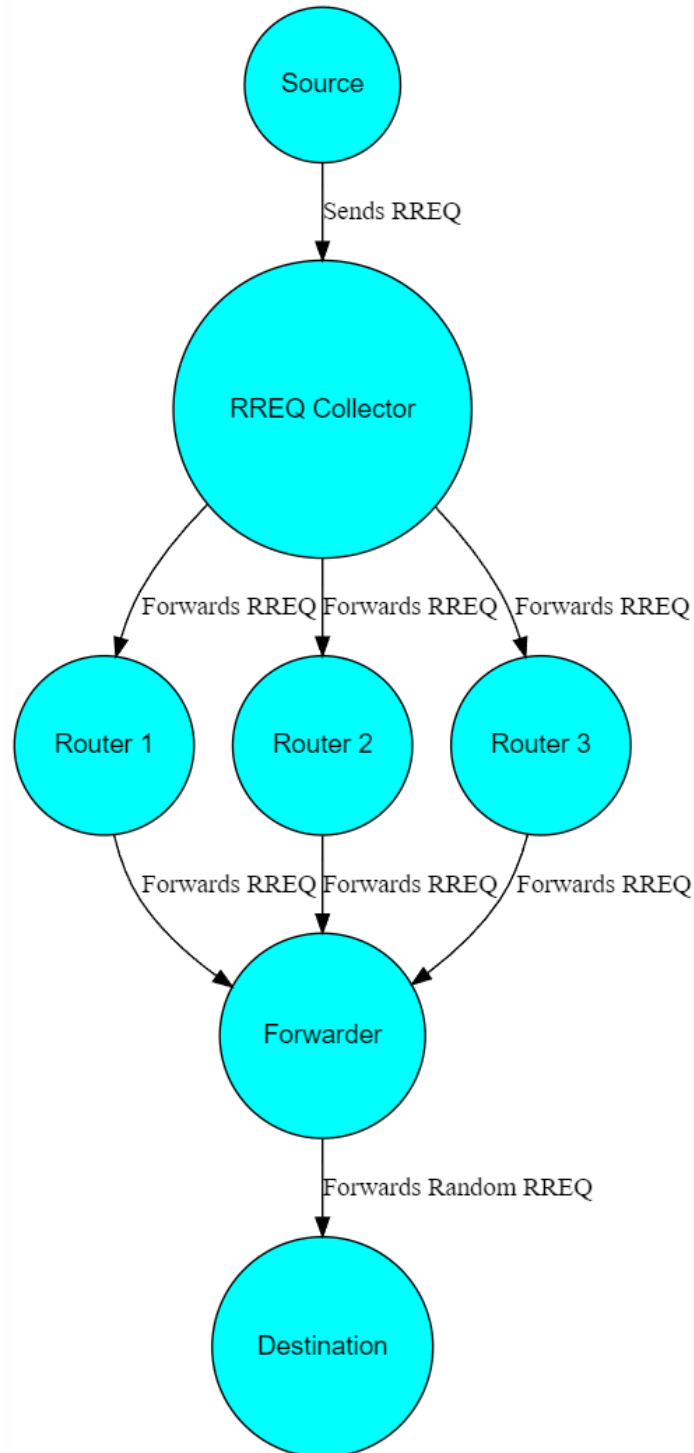 Source
Sends RREQ
RREQ Collector
Forwards RREQ
Forwards RREQ
Forwards RREQ
Router 1
Router 2
Router 3
Forwards RREQ
Forwards RREQ
Forwards RREQ
Forwarder
Forwards Random RREQ
Destination